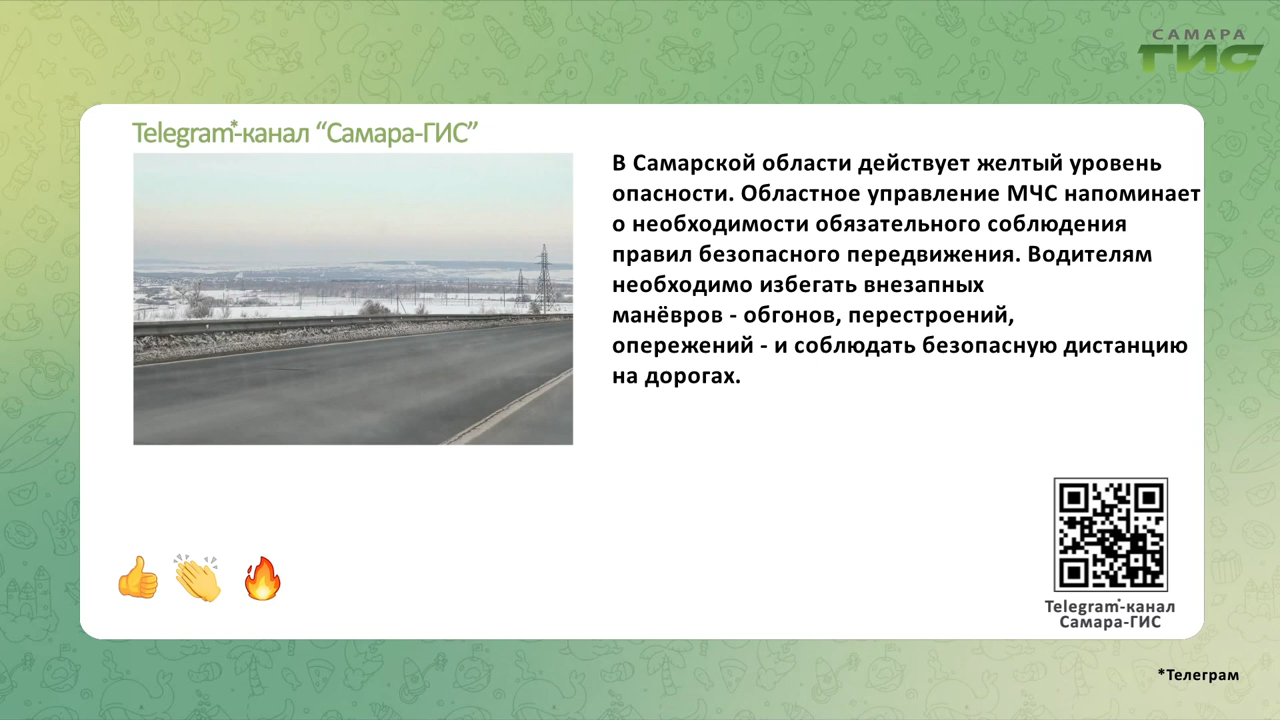 САМАРА
ГИС
Telegram*-канал “Самара-ГИС”
В Самарской области действует желтый уровень
опасности. Областное управление МЧС напоминает
о необходимости обязательного соблюдения
правил безопасного передвижения. Водителям
необходимо избегать внезапных
манёвров - обгонов, перестроений,
опережений - и соблюдать безопасную дистанцию
на дорогах.
Telegram*-канал
Самара-ГИС
*Телеграм